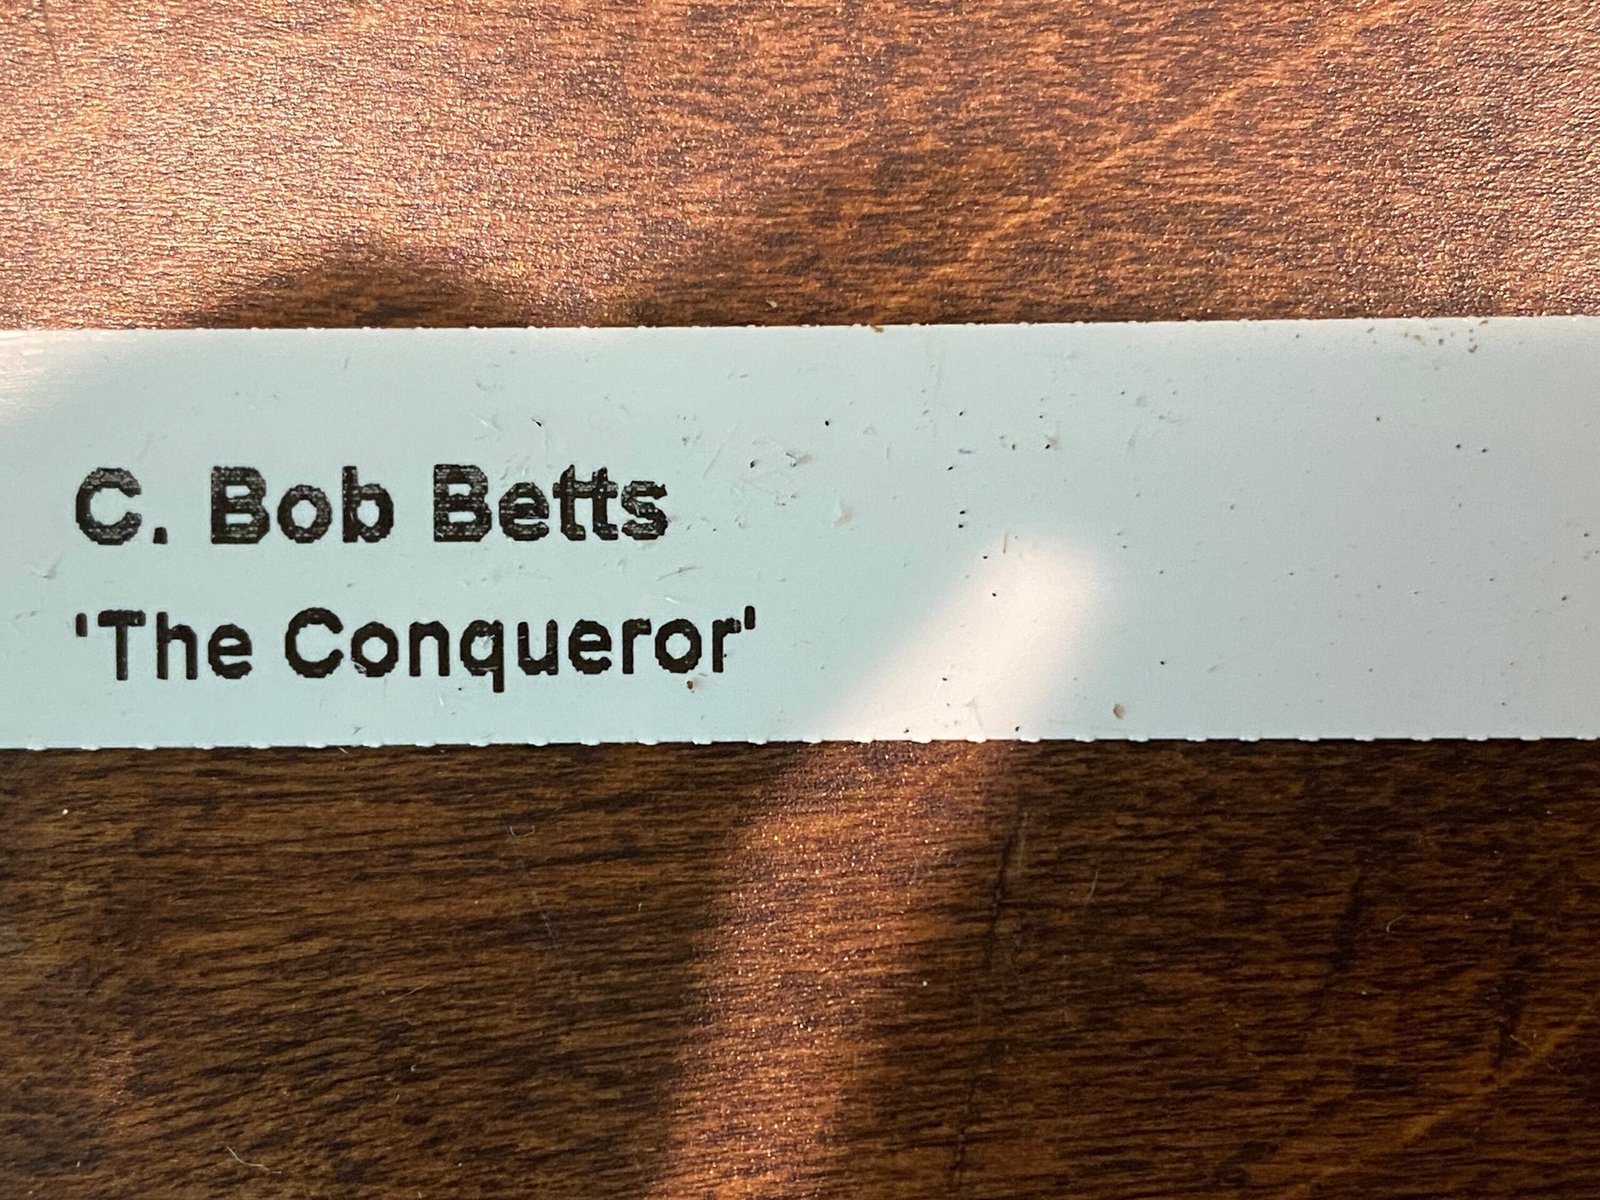 C. Bob Betts
'The Conqueror'